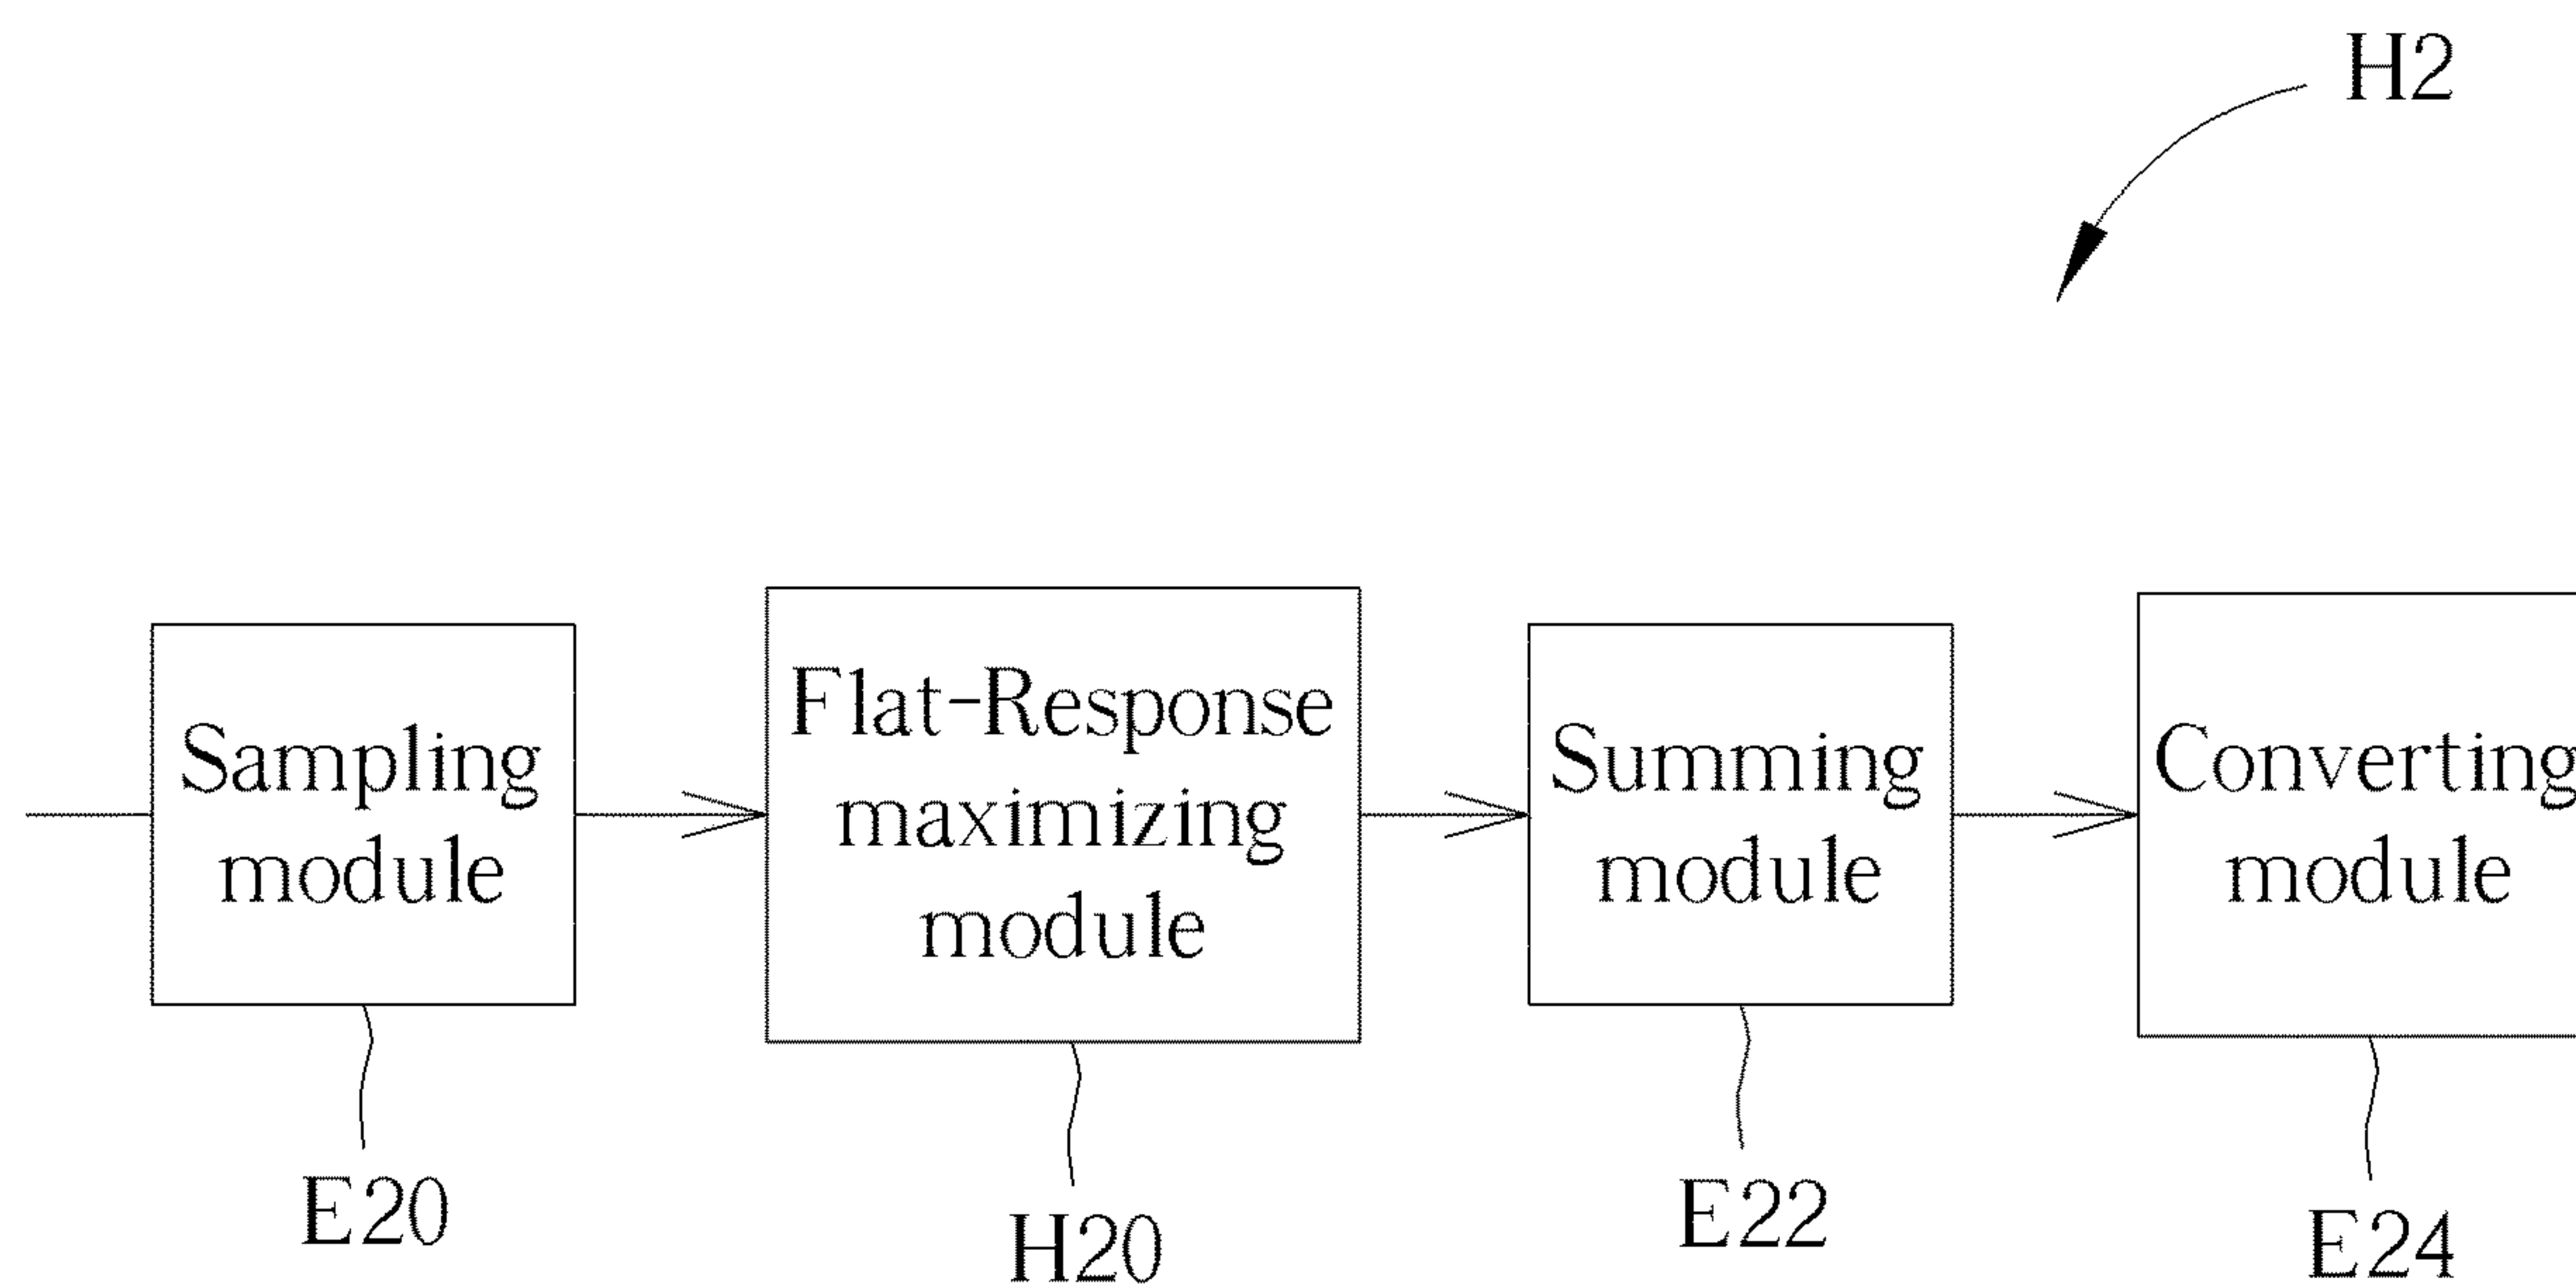 H2
Sampling
module
Flat-Response
maximizing
module
Summing
module
Converting
module
E20
H20
E22
E24